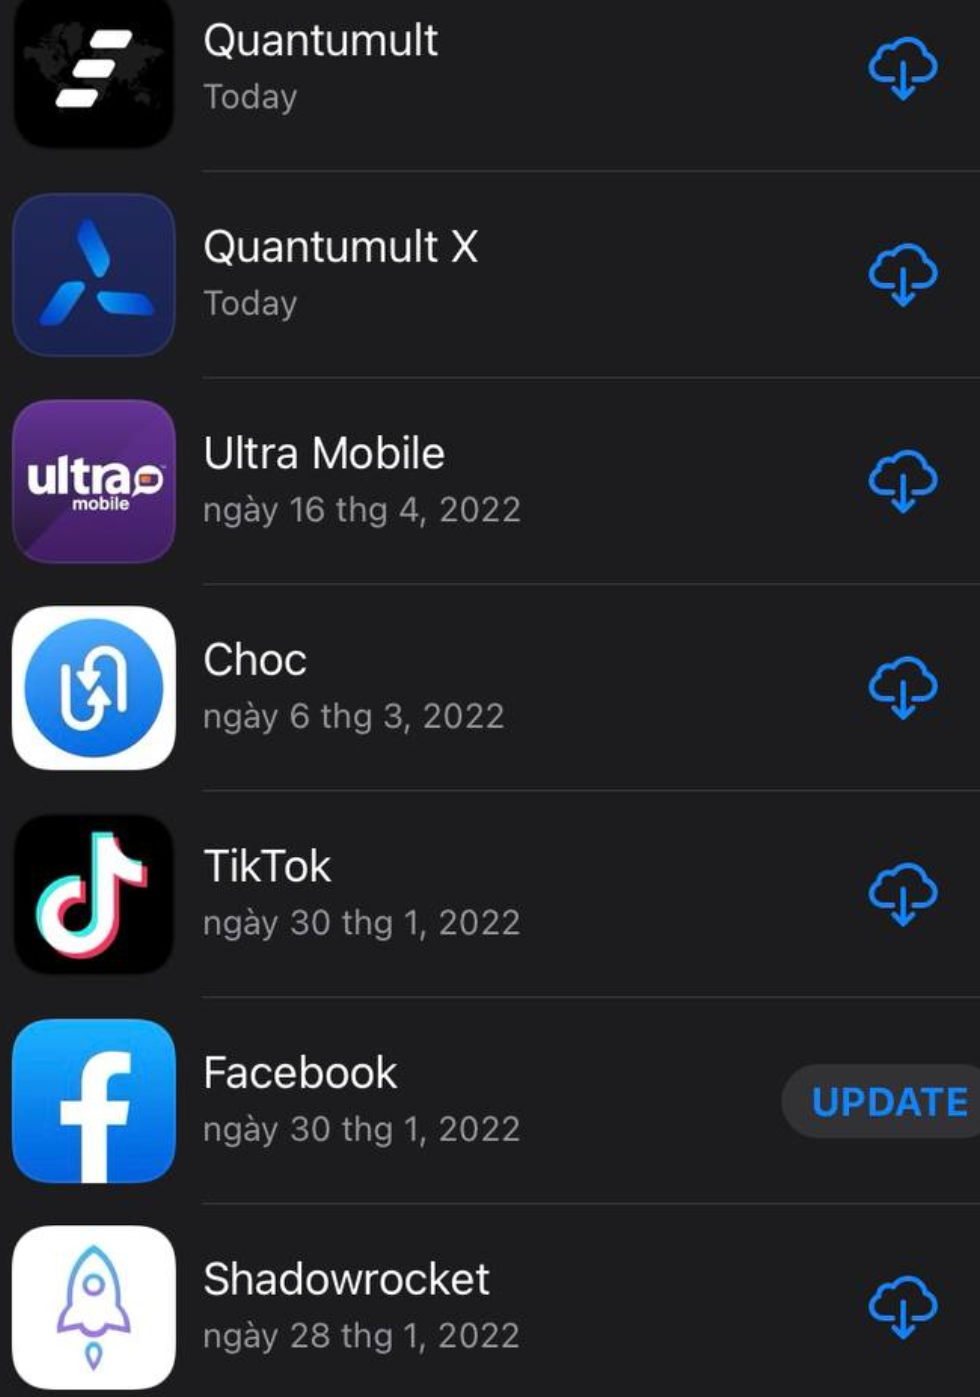 Quantumult
Today
Quantumult X
Today
ultra
mobile
Ultra Mobile
ngày 16 thg 4, 2022
Choc
ngày 6 thg 3, 2022
TikTok
ngày 30 thg 1, 2022
Facebook
ngày 30 thg 1, 2022
UPDATE
Shadowrocket
ngày 28 thg 1, 2022